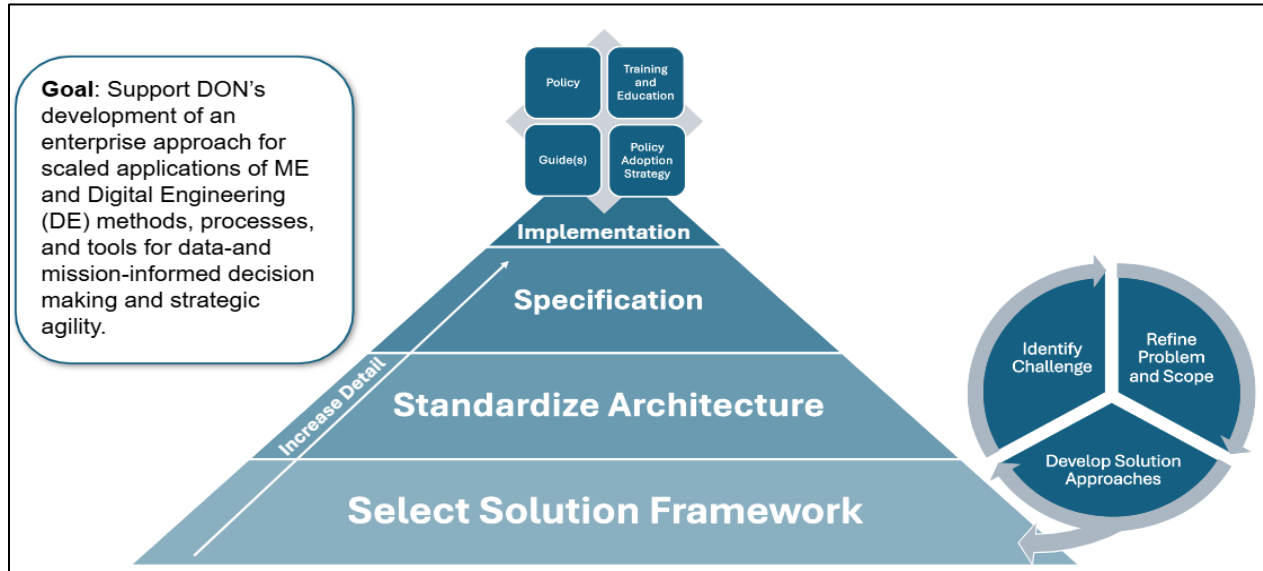 Goal: Support DON's
development of an
enterprise approach for
scaled applications of ME
and Digital Engineering
(DE) methods, processes,
and tools for data-and
mission-informed decision
making and strategic
agility.
Policy
Training
and
Education
Guide(s)
Policy
Adoption
Strategy
Implementation
Specification
Standardize Architecture
Select Solution Framework
Increase Detail
Identify
Challenge
Refine
Problem
and Scope
Develop Solution
Approaches